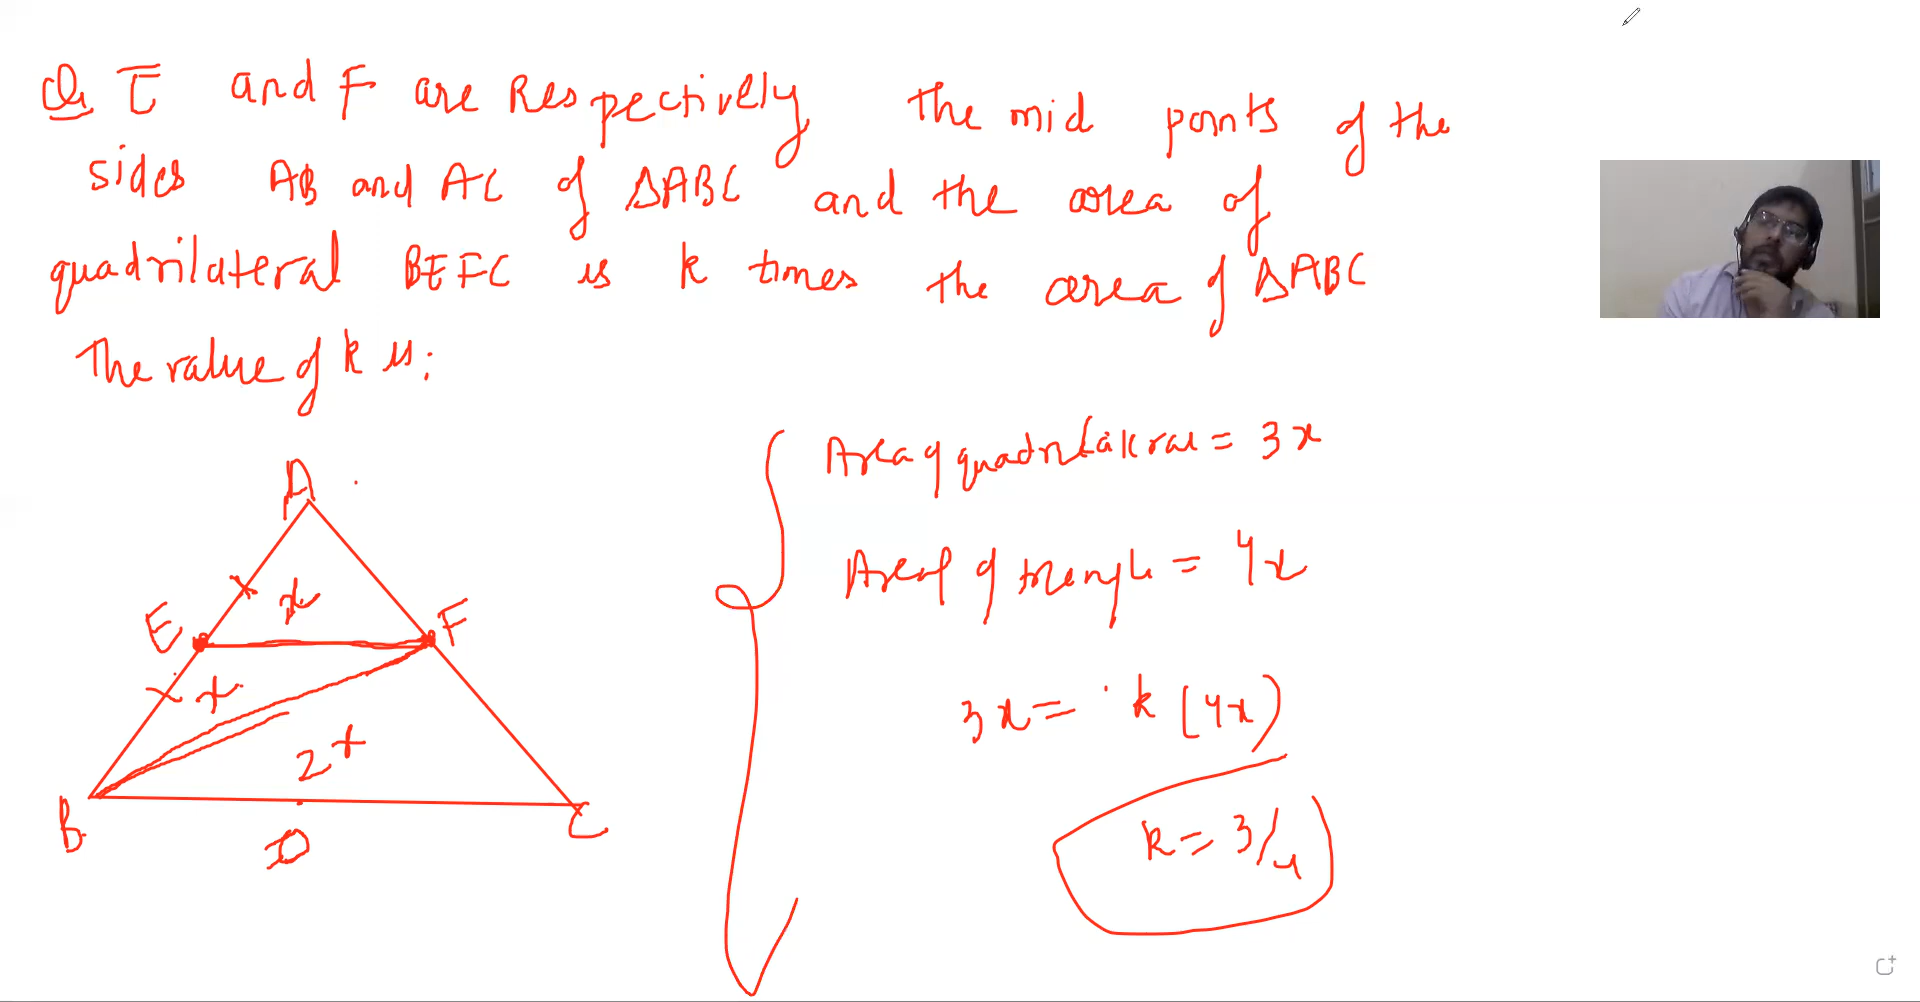 Q. E and F are Respectively the mid points of the
sides AB and AC of ΔABC and the area of
quadrilateral BEFC is k times the area of ΔABC
The value of k is:
A
E
x
F
x
2x
B
D
C
Area of quadrilateral = 3x
Area of triangle = 4x
3x = k (4x)
k = 3/4